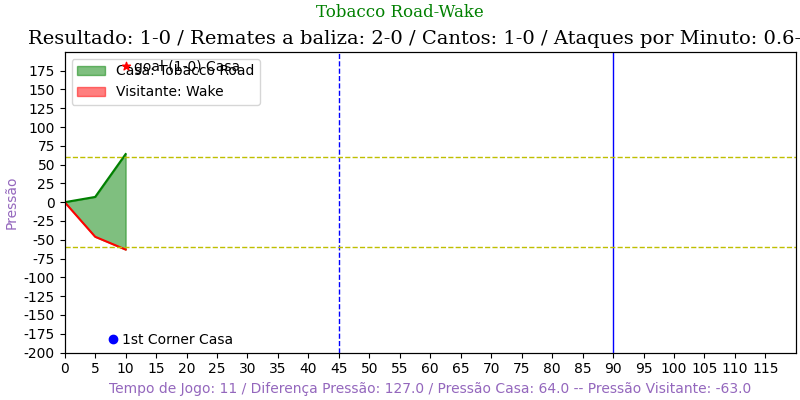 Tobacco Road-Wake
Resultado: 1-0 / Remates a baliza: 2-0 / Cantos: 1-0 / Ataques por Minuto: 0.6-
goal (1-0) Casa
Casa: Tobacco Road
Visitante: Wake
175
150
125
100
75
50
25
0
-25
-50
-75
-100
-125
-150
-175
-200
Pressão
1st Corner Casa
0 5 10 15 20 25 30 35 40 45 50 55 60 65 70 75 80 85 90 95 100 105 110 115
Tempo de Jogo: 11 / Diferença Pressão: 127.0 / Pressão Casa: 64.0 -- Pressão Visitante: -63.0